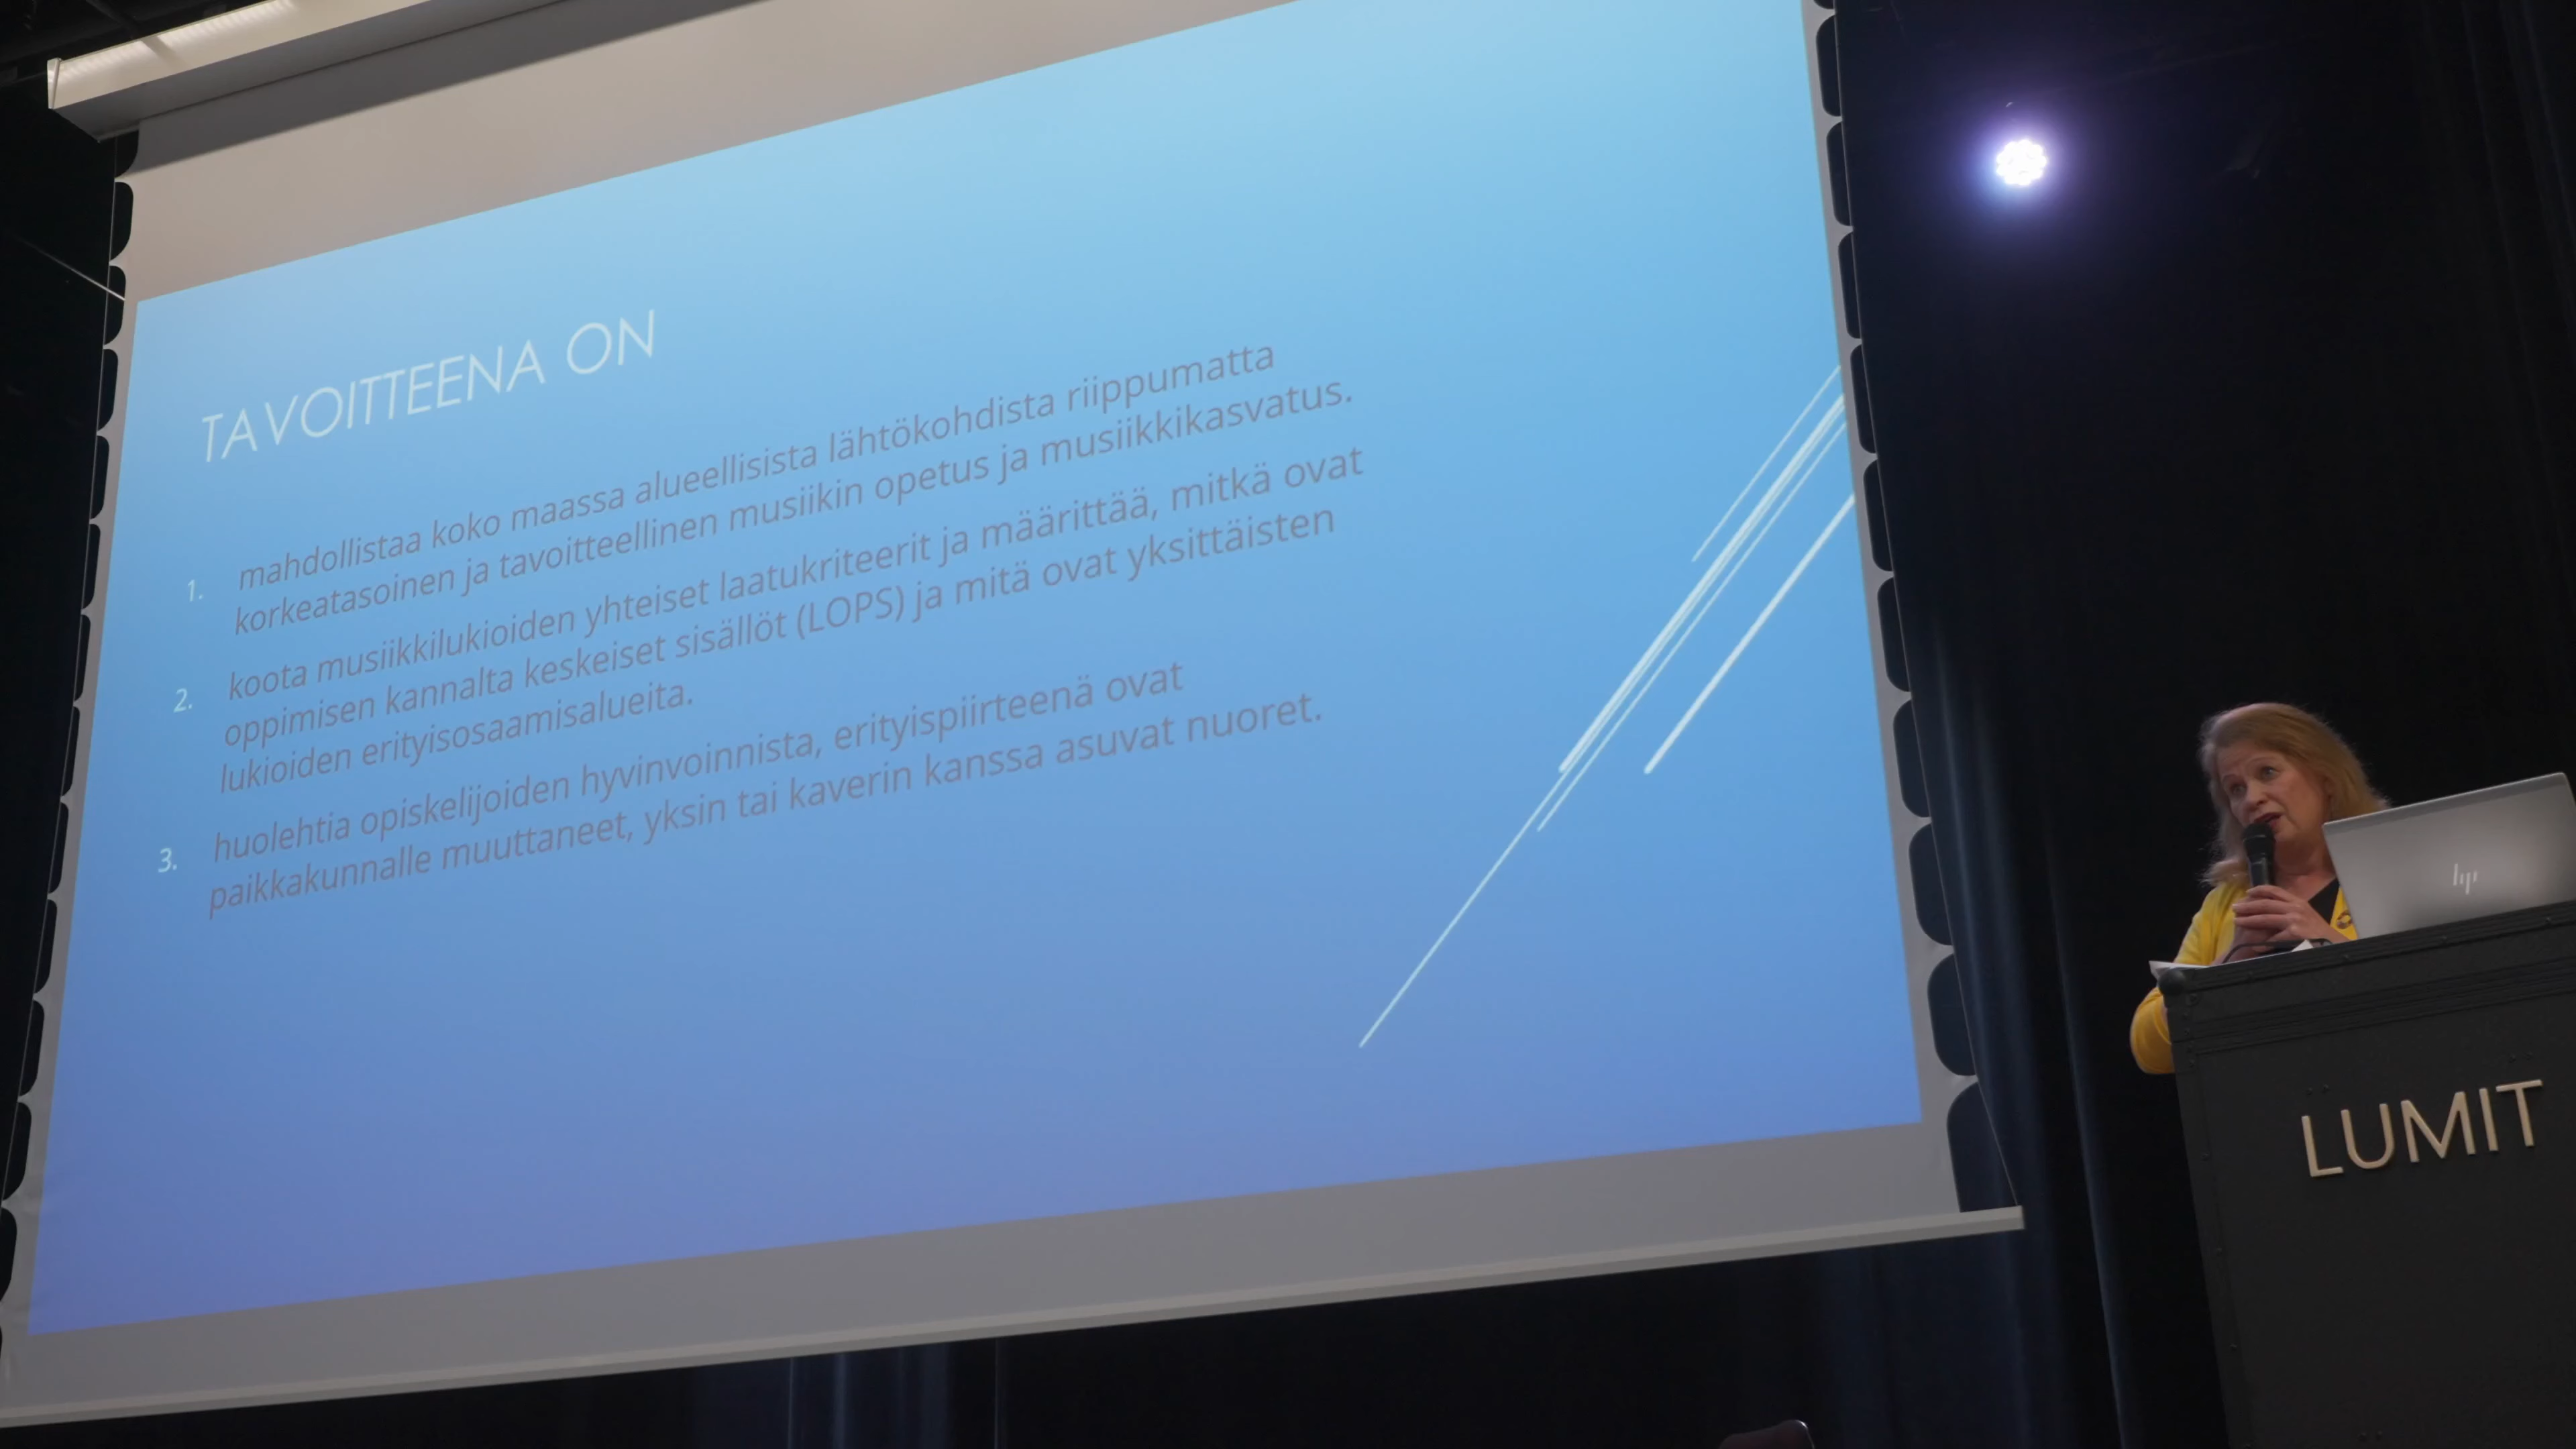 TAVOITTEENA ON
1. mahdollistaa koko maassa alueellisista lähtökohdista riippumatta
korkeatasoinen ja tavoitteellinen musiikin opetus ja musiikkikasvatus.
2. koota musiikkilukioiden yhteiset laatukriteerit ja määrittää, mitkä ovat
oppimisen kannalta keskeiset sisällöt (LOPS) ja mitä ovat yksittäisten
lukioiden erityisosaamisalueita.
3. huolehtia opiskelijoiden hyvinvoinnista, erityispiirteenä ovat
paikkakunnalle muuttaneet, yksin tai kaverin kanssa asuvat nuoret.
hp
LUMIT